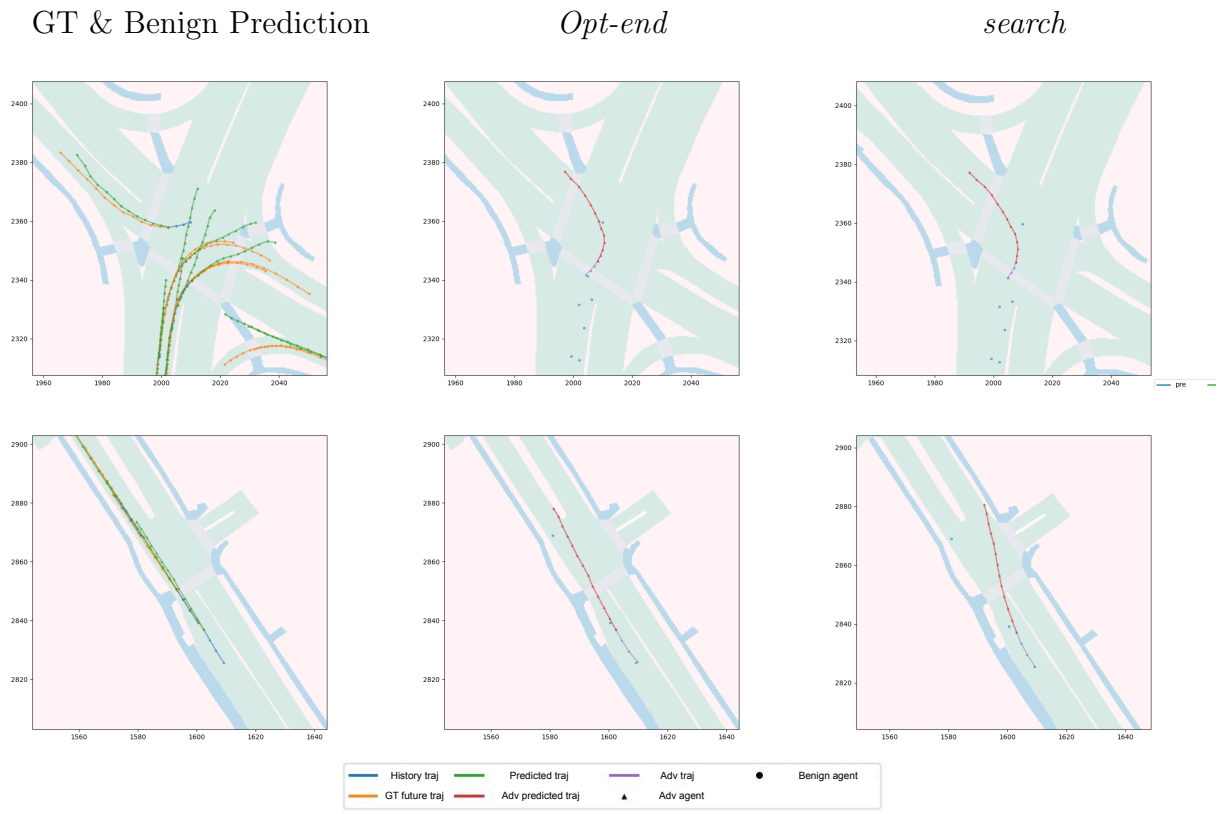 GT & Benign Prediction Opt-end search
2400 2400 2400
2380 2380 2380
2360 2360 2360
2340 2340 2340
2320 2320 2320
1960 1980 2000 2020 2040 1960 1980 2000 2020 2040 1960 1980 2000 2020 2040
pre
2900 2900 2900
2880 2880 2880
2860 2860 2860
2840 2840 2840
2820 2820 2820
1560 1580 1600 1620 1640 1560 1580 1600 1620 1640 1560 1580 1600 1620 1640
History traj Predicted traj Adv traj Benign agent
GT future traj Adv predicted traj Adv agent